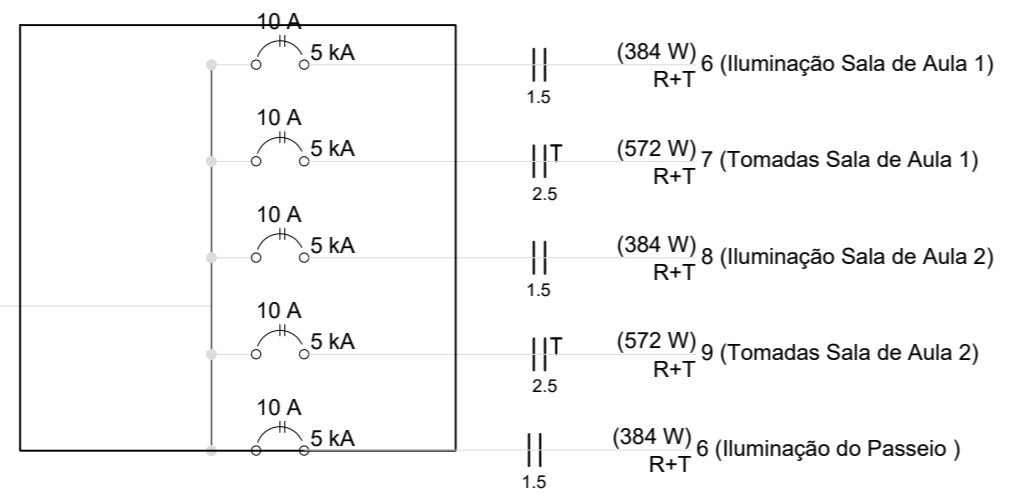 10 A
5 kA
1.5
(384 W)
R+T
6 (Iluminação Sala de Aula 1)
10 A
5 kA
T
2.5
(572 W)
R+T
7 (Tomadas Sala de Aula 1)
10 A
5 kA
1.5
(384 W)
R+T
8 (Iluminação Sala de Aula 2)
10 A
5 kA
T
2.5
(572 W)
R+T
9 (Tomadas Sala de Aula 2)
10 A
5 kA
1.5
(384 W)
R+T
6 (Iluminação do Passeio )